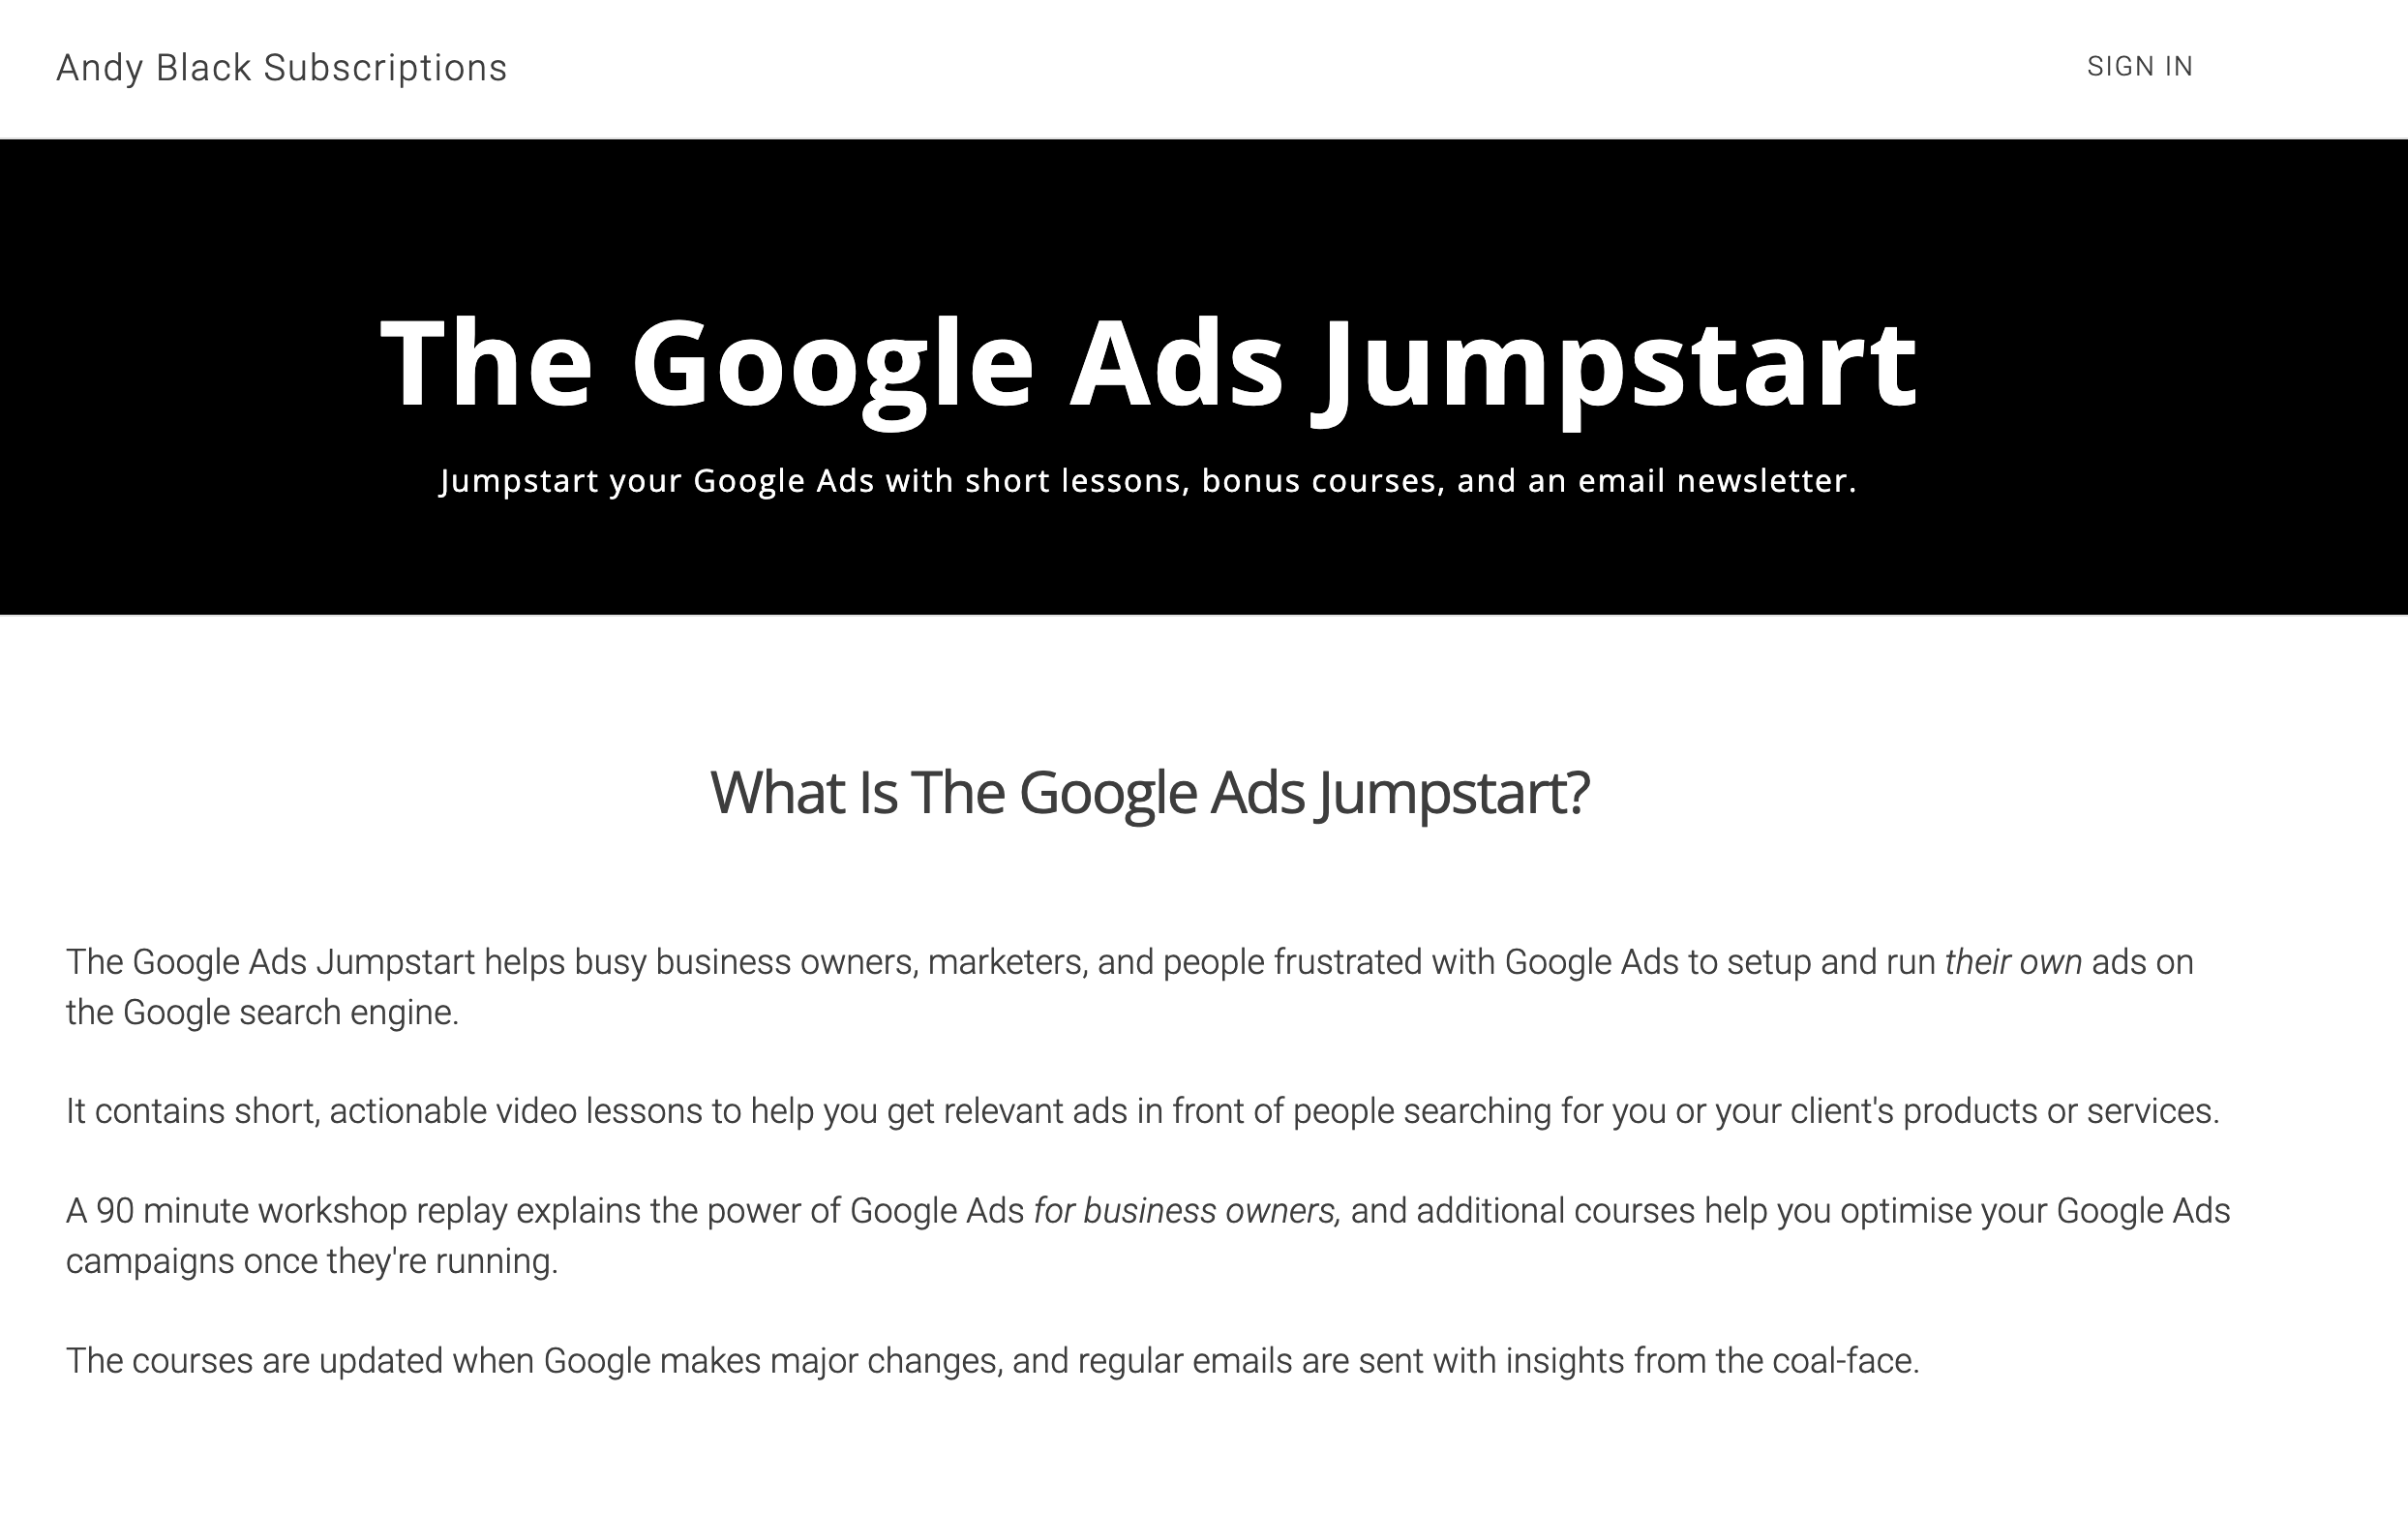 Andy Black Subscriptions
SIGN IN
The Google Ads Jumpstart
Jumpstart your Google Ads with short lessons, bonus courses, and an email newsletter.
What Is The Google Ads Jumpstart?
The Google Ads Jumpstart helps busy business owners, marketers, and people frustrated with Google Ads to setup and run their own ads on
the Google search engine.
It contains short, actionable video lessons to help you get relevant ads in front of people searching for you or your client's products or services.
A 90 minute workshop replay explains the power of Google Ads for business owners, and additional courses help you optimise your Google Ads
campaigns once they're running.
The courses are updated when Google makes major changes, and regular emails are sent with insights from the coal-face.